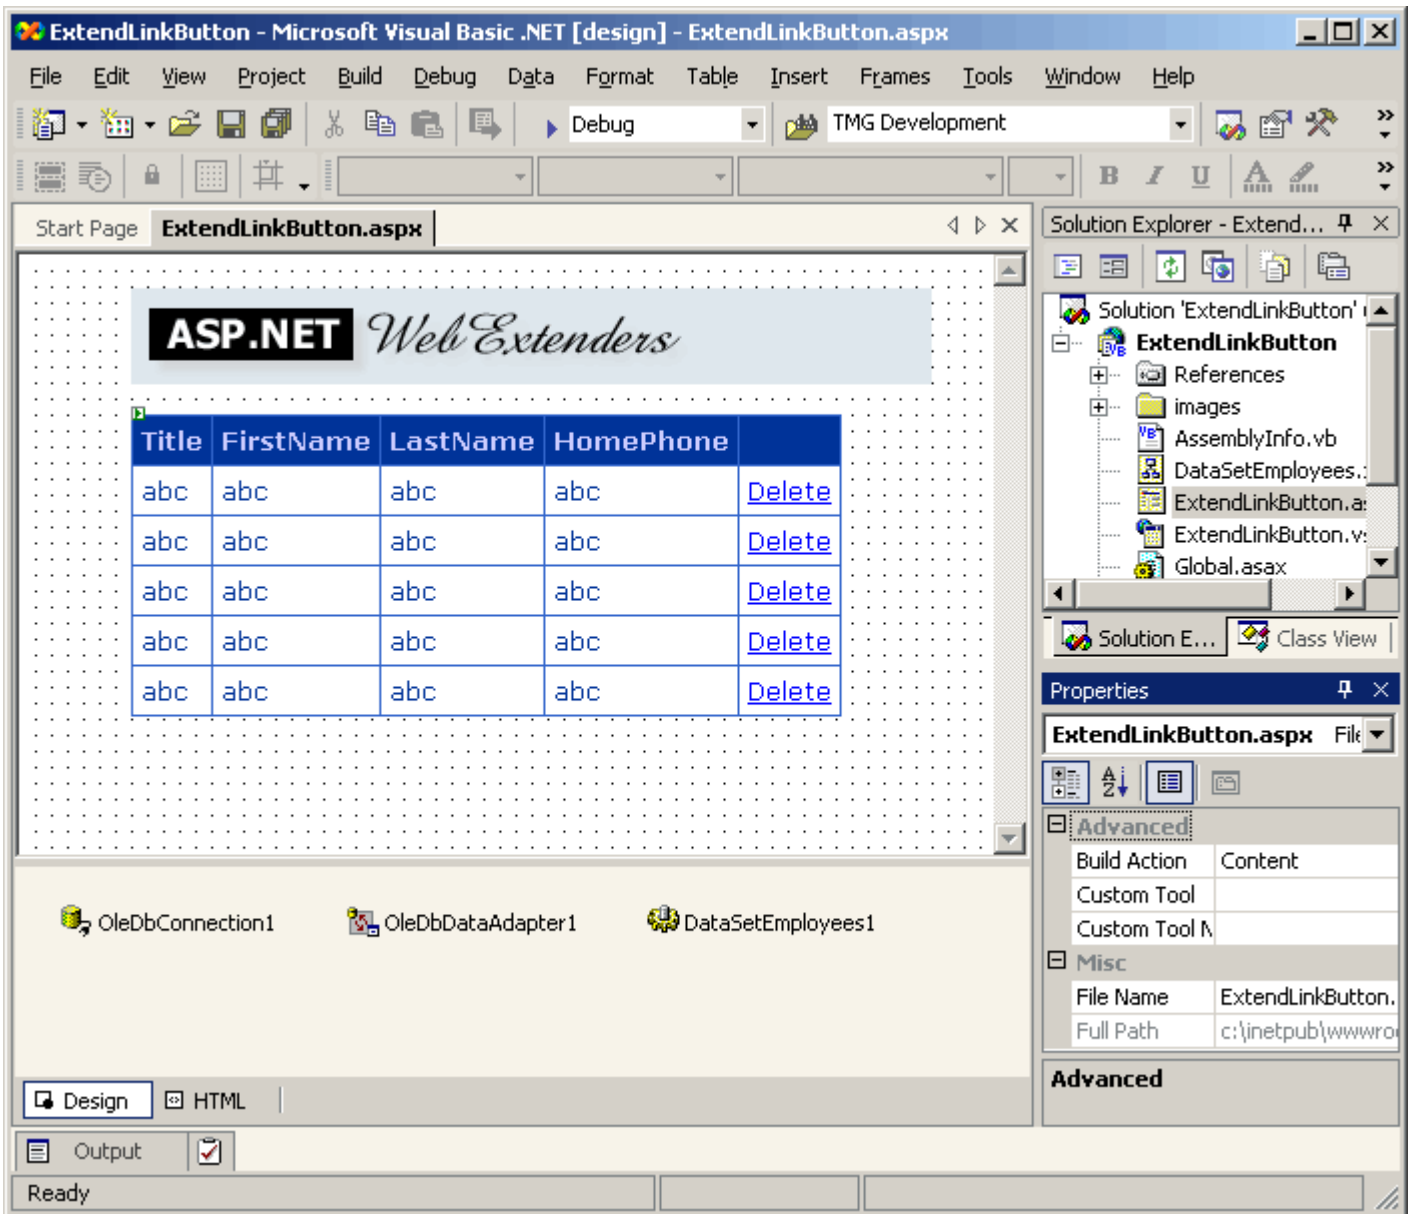 ExtendLinkButton - Microsoft Visual Basic .NET [design] - ExtendLinkButton.aspx
File Edit View Project Build Debug Data Format Table Insert Frames Tools Window Help
Debug TMG Development
B I U A
Start Page ExtendLinkButton.aspx
ASP.NET Web Extenders
Title FirstName LastName HomePhone
abc abc abc abc Delete
abc abc abc abc Delete
abc abc abc abc Delete
abc abc abc abc Delete
abc abc abc abc Delete
OleDbConnection1 OleDbDataAdapter1 DataSetEmployees1
Design HTML
Output
Ready
Solution Explorer - Extend...
Solution 'ExtendLinkButton'
ExtendLinkButton
References
images
AssemblyInfo.vb
DataSetEmployees.
ExtendLinkButton.a
ExtendLinkButton.v
Global.asax
Solution E... Class View
Properties
ExtendLinkButton.aspx File
Advanced
Build Action Content
Custom Tool
Custom Tool N
Misc
File Name ExtendLinkButton.
Full Path c:\inetpub\wwwro
Advanced